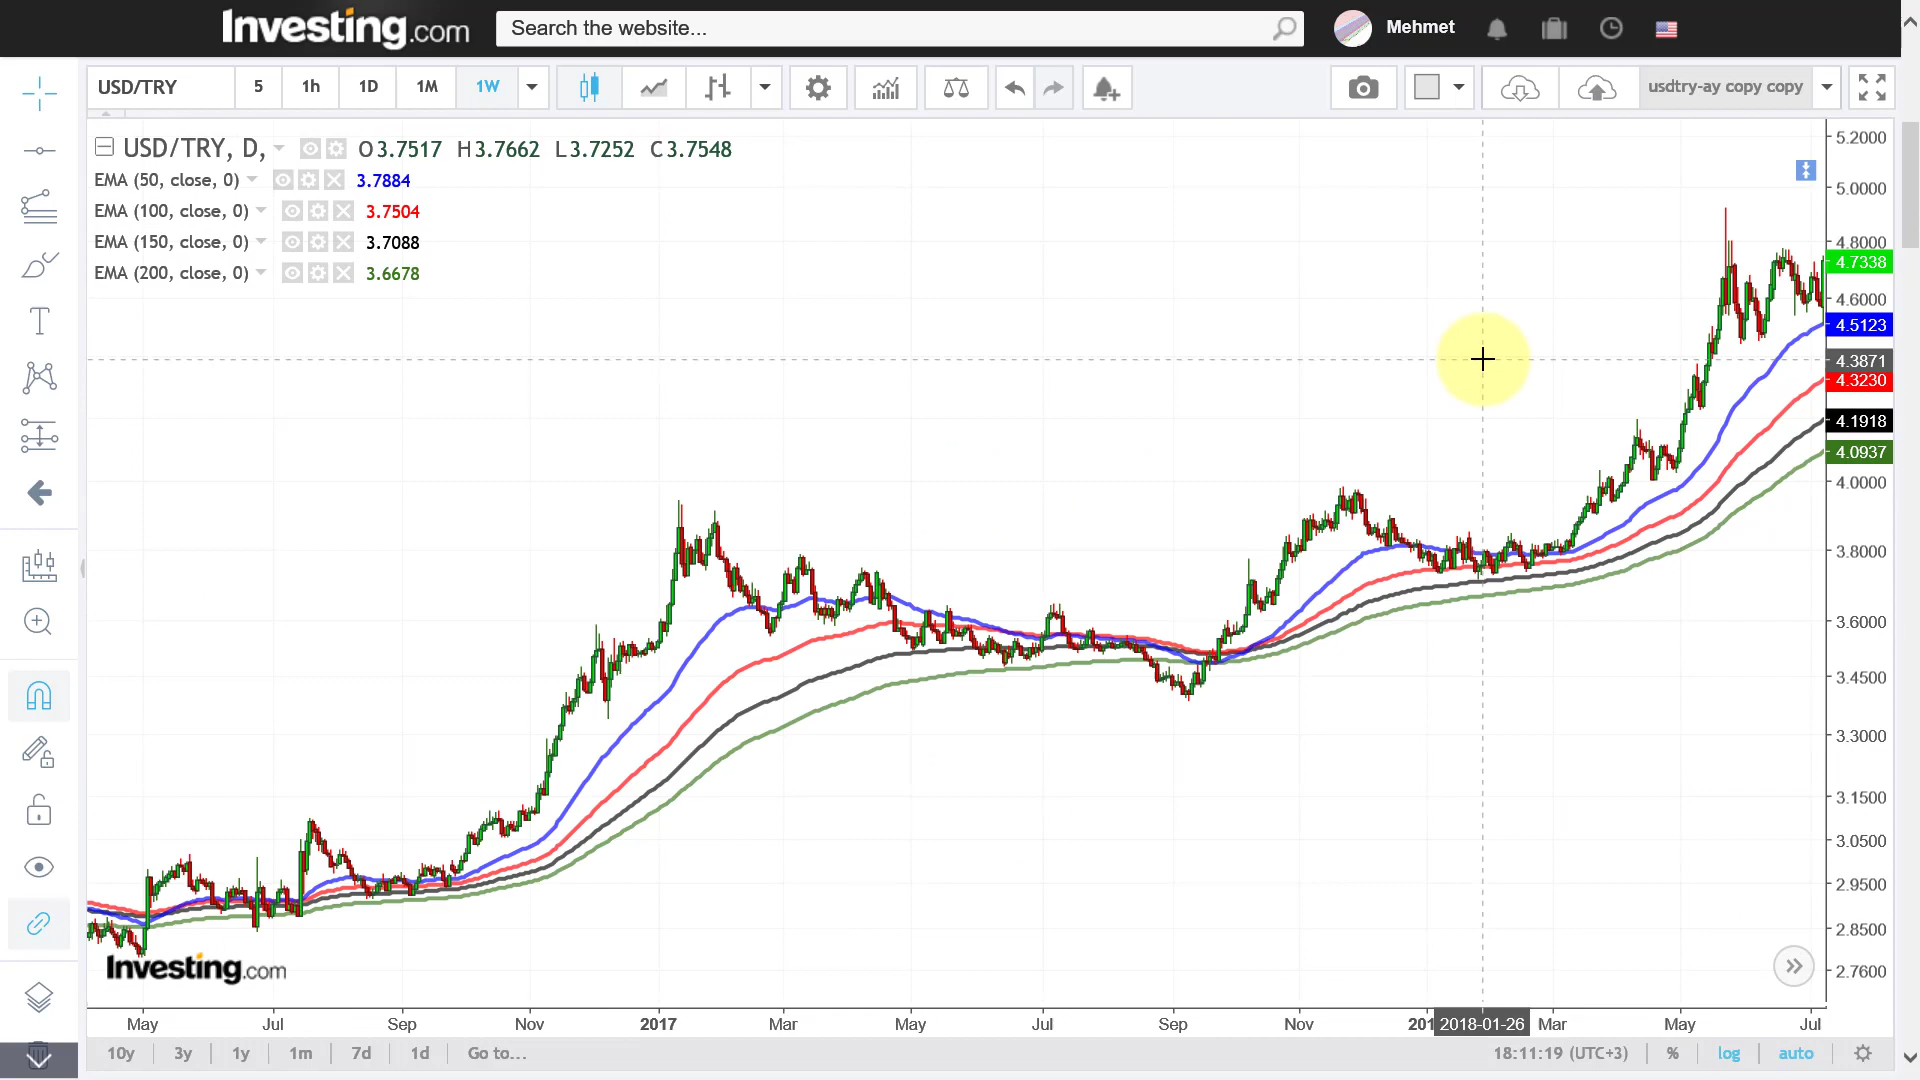 Investing.com
Search the website...
Mehmet
USD/TRY 5 1h 1D 1M 1W
usdtry-ay copy copy
USD/TRY, D, O3.7517 H3.7662 L3.7252 C3.7548
EMA (50, close, 0) 3.7884
EMA (100, close, 0) 3.7504
EMA (150, close, 0) 3.7088
EMA (200, close, 0) 3.6678
5.2000
5.0000
4.8000
4.7338
4.6000
4.5123
4.3871
4.3230
4.1918
4.0937
4.0000
3.8000
3.6000
3.4500
3.3000
3.1500
3.0500
2.9500
2.8500
2.7600
Investing.com
May Jul Sep Nov 2017 Mar May Jul Sep Nov 201 2018-01-26 Mar May Jul
10y 3y 1y 1m 7d 1d Go to... 18:11:19 (UTC+3) % log auto